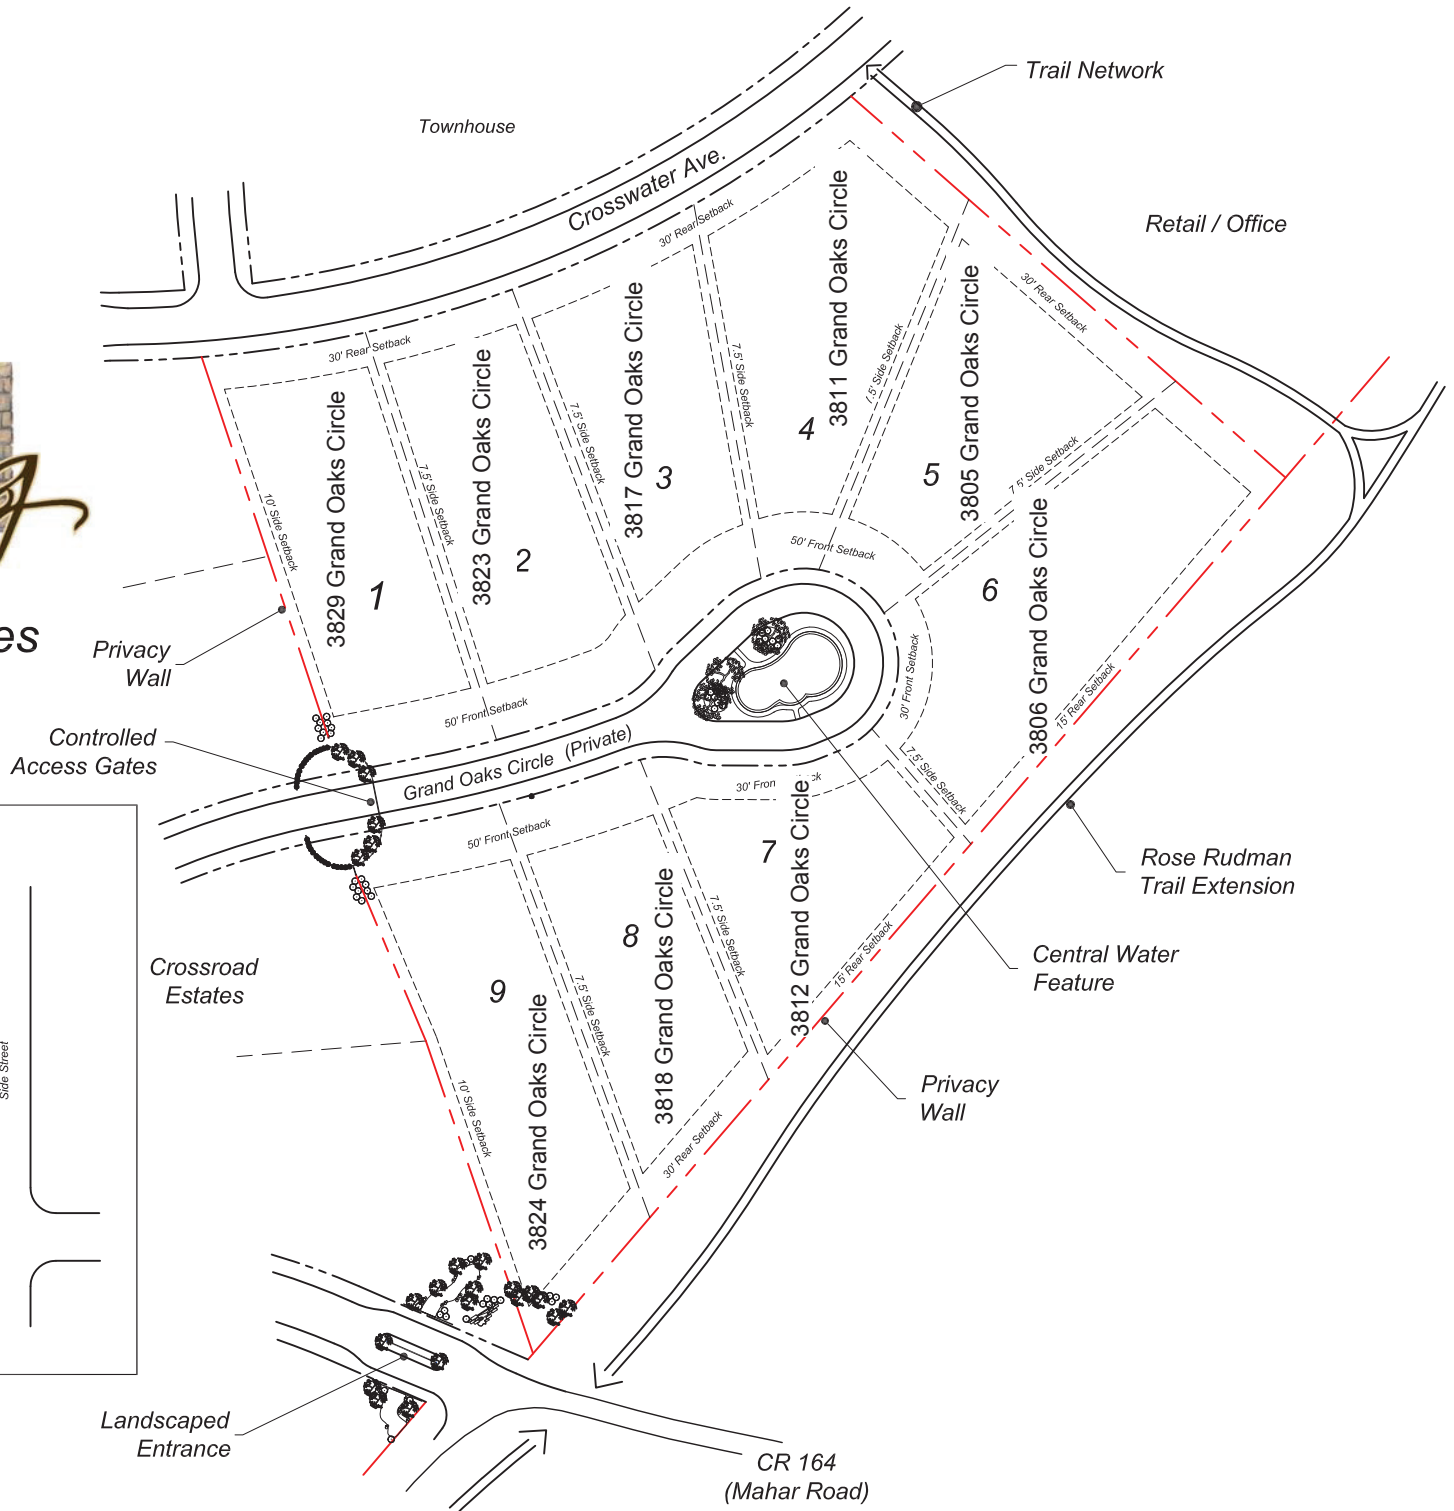 Trail Network
Townhouse
Crosswater Ave.
Retail / Office
30' Rear Setback
30' Rear Setback
30' Rear Setback
3811 Grand Oaks Circle
4
7.5' Side Setback
3805 Grand Oaks Circle
5
3817 Grand Oaks Circle
3
7.5' Side Setback
7.5' Side Setback
3823 Grand Oaks Circle
2
7.5' Side Setback
3829 Grand Oaks Circle
1
10' Side Setback
7.5' Side Setback
3806 Grand Oaks Circle
6
50' Front Setback
es
Privacy
Wall
30' Front Setback
15' Rear Setback
50' Front Setback
Controlled
Access Gates
Grand Oaks Circle (Private)
7.5' Side Setback
30' Fron
ck
50' Front Setback
3812 Grand Oaks Circle
7
Rose Rudman
Trail Extension
3818 Grand Oaks Circle
8
7.5' Side Setback
15' Rear Setback
Central Water
Feature
Crossroad
Estates
9
3824 Grand Oaks Circle
7.5' Side Setback
Side Street
Privacy
Wall
10' Side Setback
30' Rear Setback
Landscaped
Entrance
CR 164
(Mahar Road)